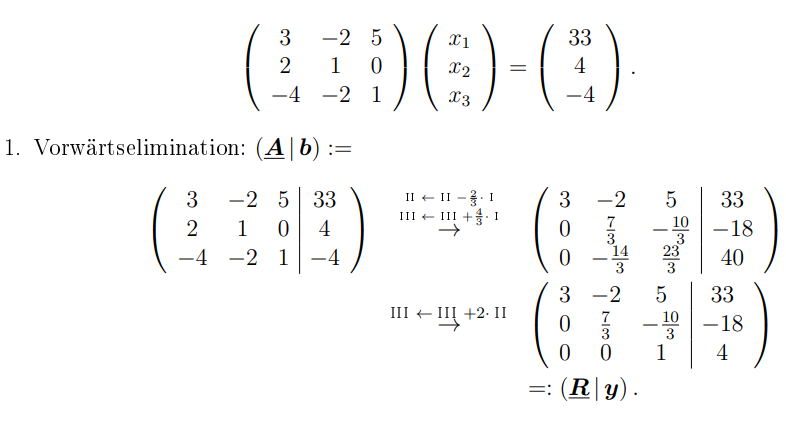 ( 3 −2 5 ) ( x₁ ) ( 33 )
( 2 1 0 ) ( x₂ ) = ( 4 ) .
( −4 −2 1 ) ( x₃ ) ( −4 )
1. Vorwärtselimination: (A | b) :=
( 3 −2 5 | 33 ) II ← II −2/3· I ( 3 −2 5 | 33 )
( 2 1 0 | 4 ) III ← III +4/3· I → ( 0 7/3 −10/3 | −18 )
( −4 −2 1 | −4 ) ( 0 −14/3 23/3 | 40 )
( 3 −2 5 | 33 )
III ← III +2· II → ( 0 7/3 −10/3 | −18 )
( 0 0 1 | 4 )
=: (R | y) .